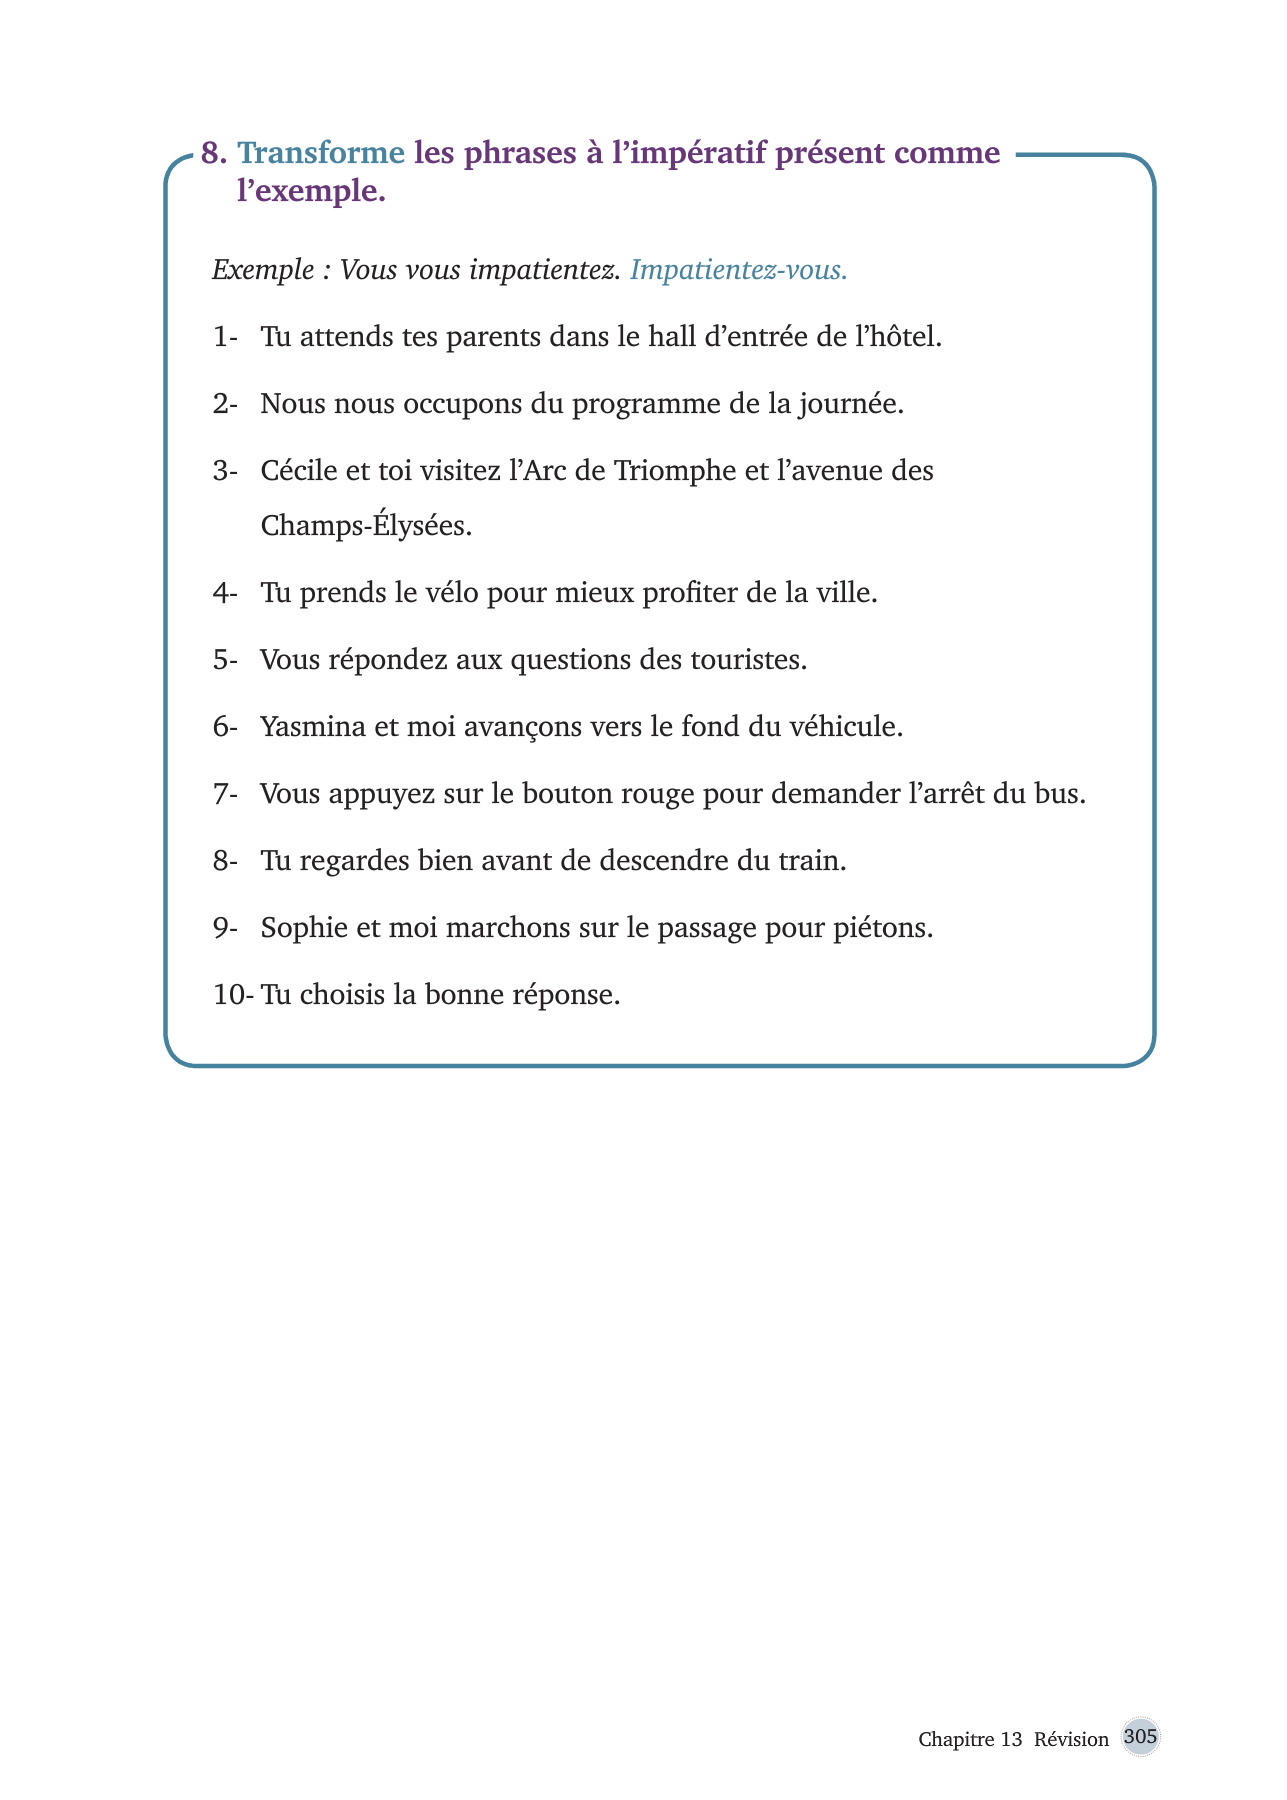 8. Transforme les phrases à l’impératif présent comme
l’exemple.
Exemple : Vous vous impatientez. Impatientez-vous.
1- Tu attends tes parents dans le hall d’entrée de l’hôtel.
2- Nous nous occupons du programme de la journée.
3- Cécile et toi visitez l’Arc de Triomphe et l’avenue des
Champs-Élysées.
4- Tu prends le vélo pour mieux profiter de la ville.
5- Vous répondez aux questions des touristes.
6- Yasmina et moi avançons vers le fond du véhicule.
7- Vous appuyez sur le bouton rouge pour demander l’arrêt du bus.
8- Tu regardes bien avant de descendre du train.
9- Sophie et moi marchons sur le passage pour piétons.
10- Tu choisis la bonne réponse.
Chapitre 13 Révision 305